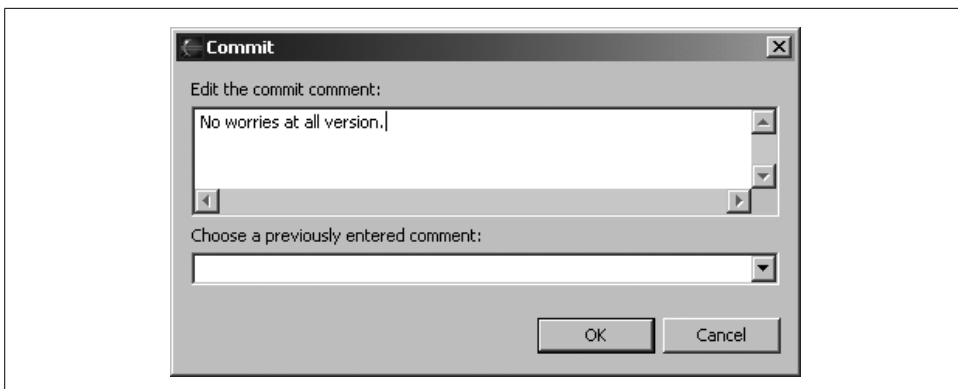 Commit
Edit the commit comment:
No worries at all version.
Choose a previously entered comment:
OK Cancel